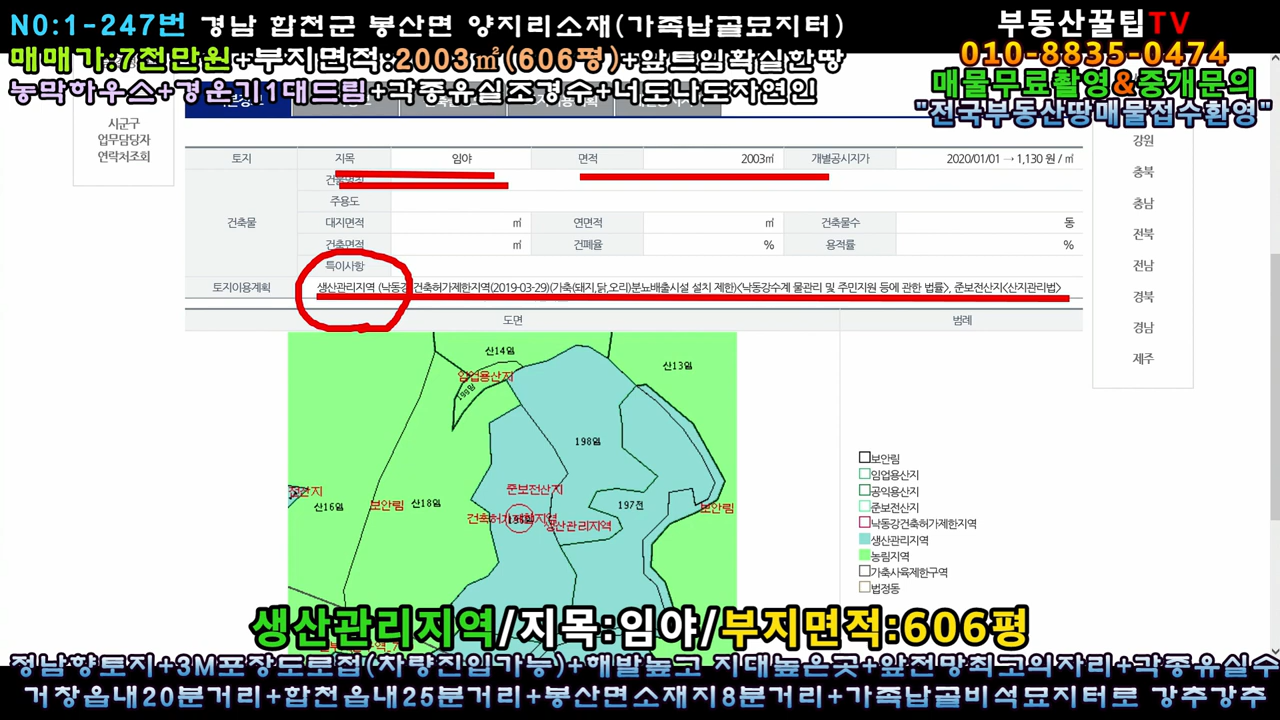 N0:1-247번 경남 합천군 봉산면 양지리소재(가족납골묘지터)
부동산꿀팁TV
매매가:7천만원+부지면적:2003㎡(606평)+앞트임확실한땅
010-8835-0474
농막하우스+경운기1대드림+각종유실조경수+너도나도자연인
매물무료촬영&중개문의
"전국부동산땅매물접수환영"
시군구
업무담당자
연락처조회
강원
충북
충남
전북
전남
경북
경남
제주
토지 지목 임야 면적 2003㎡ 개별공시지가 2020/01/01 → 1,130 원 / ㎡
건축물
주용도
대지면적 ㎡ 연면적 ㎡ 건축물수 동
건축면적 ㎡ 건폐율 % 용적률 %
특이사항
토지이용계획 생산관리지역 (낙동강 건축허가제한지역(2019-03-29)(가축(돼지,닭,오리)분뇨배출시설 설치 제한)<낙동강수계 물관리 및 주민지원 등에 관한 법률>, 준보전산지<산지관리법>
도면 범례
산14임
산13임
임업용산지
199임
198임
준보전산지
197전
산16임
보안림
산18임
생산관리지역
보안림
보안림
임업용산지
공익용산지
준보전산지
낙동강건축허가제한지역
생산관리지역
농림지역
가축사육제한구역
법정동
생산관리지역/지목:임야/부지면적:606평
정남향토지+3M포장도로접(차량진입가능)+해발높고 지대높은곳+앞전망최고의자리+각종유실수
거창읍내20분거리+합천읍내25분거리+봉산면소재지8분거리+가족납골비석묘지터로 강추강추